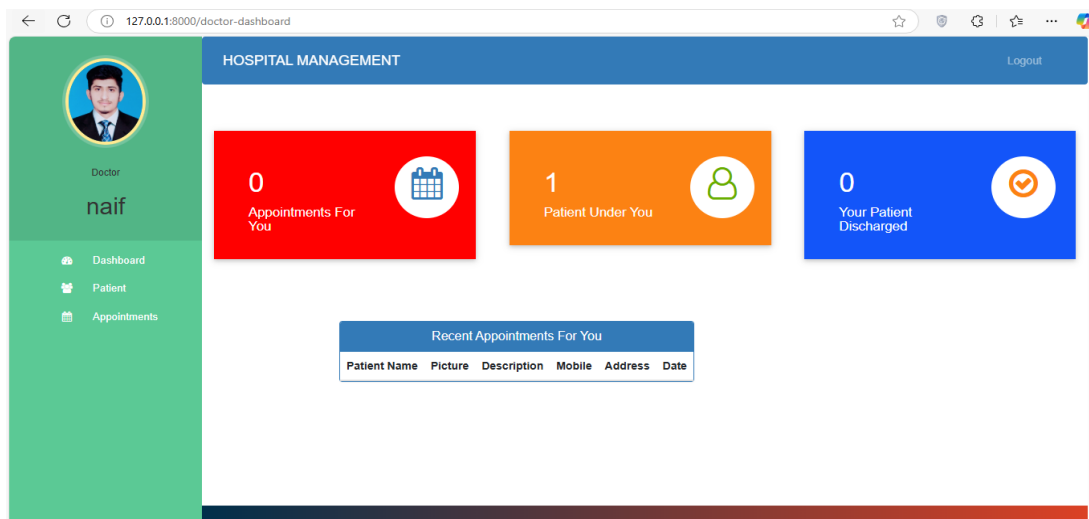 127.0.0.1:8000/doctor-dashboard
HOSPITAL MANAGEMENT
Logout
Doctor
naif
Dashboard
Patient
Appointments
0
Appointments For
You
1
Patient Under You
0
Your Patient
Discharged
Recent Appointments For You
Patient Name Picture Description Mobile Address Date